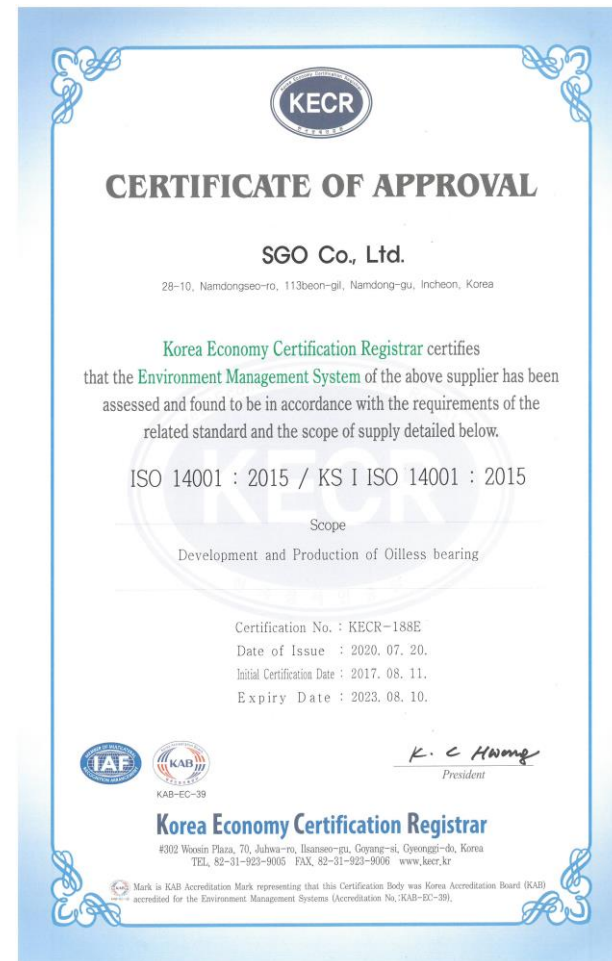 KECR
CERTIFICATE OF APPROVAL
SGO Co., Ltd.
28-10, Namdongseo-ro, 113beon-gil, Namdong-gu, Incheon, Korea
Korea Economy Certification Registrar certifies
that the Environment Management System of the above supplier has been
assessed and found to be in accordance with the requirements of the
related standard and the scope of supply detailed below.
ISO 14001 : 2015 / KS I ISO 14001 : 2015
Scope
Development and Production of Oilless bearing
Certification No. : KECR-188E
Date of Issue : 2020. 07. 20.
Initial Certification Date : 2017. 08. 11.
Expiry Date : 2023. 08. 10.
K. C Hwang
President
IAF
KAB
KAB-EC-39
Korea Economy Certification Registrar
#302 Woosin Plaza, 70, Juhwa-ro, Ilsanseo-gu, Goyang-si, Gyeonggi-do, Korea
TEL, 82-31-923-9005 FAX, 82-31-923-9006 www.kecr.kr
Mark is KAB Accreditation Mark representing that this Certification Body was Korea Accreditation Board (KAB)
accredited for the Environment Management Systems (Accreditation No, :KAB-EC-39),